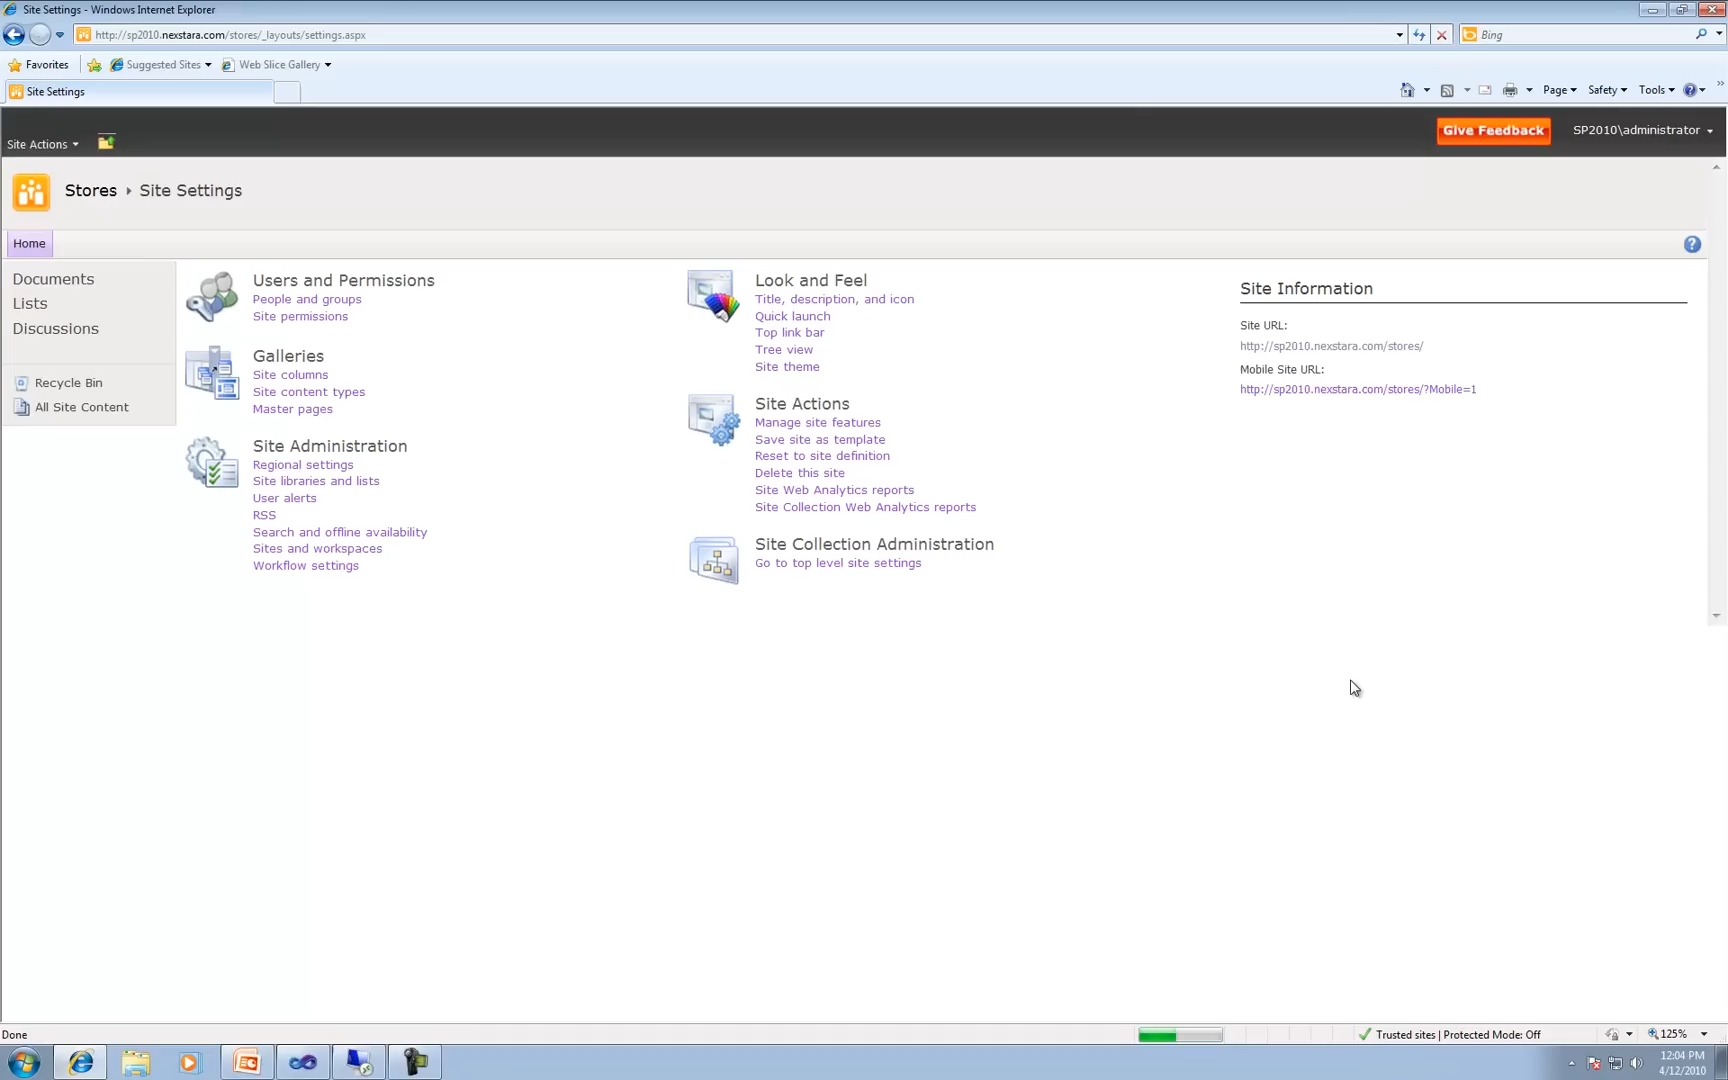 Site Settings - Windows Internet Explorer
http://sp2010.nexstara.com/stores/_layouts/settings.aspx
Bing
Favorites
Suggested Sites
Web Slice Gallery
Site Settings
Page
Safety
Tools
Site Actions
Give Feedback
SP2010\administrator
Stores
Site Settings
Home
Documents
Lists
Discussions
Recycle Bin
All Site Content
Users and Permissions
People and groups
Site permissions
Galleries
Site columns
Site content types
Master pages
Site Administration
Regional settings
Site libraries and lists
User alerts
RSS
Search and offline availability
Sites and workspaces
Workflow settings
Look and Feel
Title, description, and icon
Quick launch
Top link bar
Tree view
Site theme
Site Actions
Manage site features
Save site as template
Reset to site definition
Delete this site
Site Web Analytics reports
Site Collection Web Analytics reports
Site Collection Administration
Go to top level site settings
Site Information
Site URL:
http://sp2010.nexstara.com/stores/
Mobile Site URL:
http://sp2010.nexstara.com/stores/?Mobile=1
Done
Trusted sites | Protected Mode: Off
125%
12:04 PM
4/12/2010